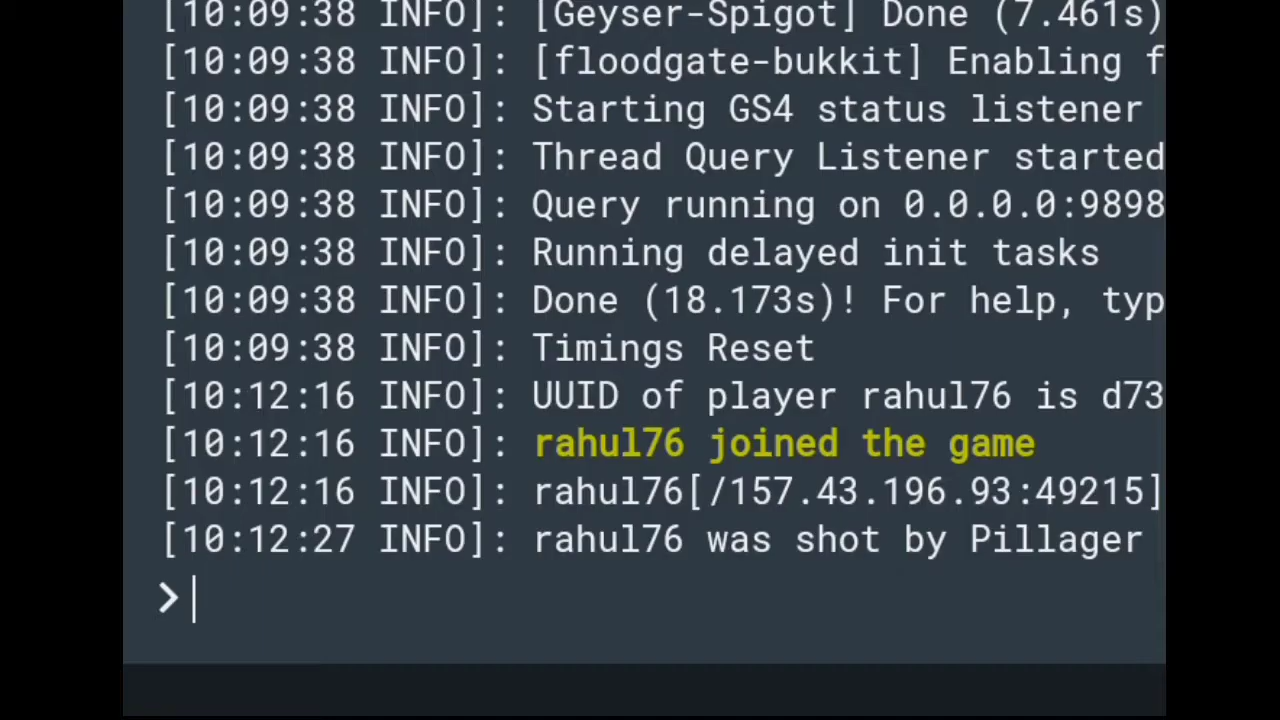 [10:09:38 INFO]: [Geyser-Spigot] Done (7.461s)
[10:09:38 INFO]: [floodgate-bukkit] Enabling f
[10:09:38 INFO]: Starting GS4 status listener
[10:09:38 INFO]: Thread Query Listener started
[10:09:38 INFO]: Query running on 0.0.0.0:9898
[10:09:38 INFO]: Running delayed init tasks
[10:09:38 INFO]: Done (18.173s)! For help, typ
[10:09:38 INFO]: Timings Reset
[10:12:16 INFO]: UUID of player rahul76 is d73
[10:12:16 INFO]: rahul76 joined the game
[10:12:16 INFO]: rahul76[/157.43.196.93:49215]
[10:12:27 INFO]: rahul76 was shot by Pillager
>